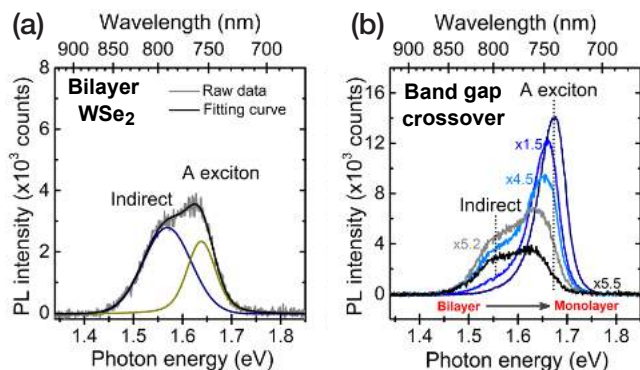 (a)
Wavelength (nm)
900 850 800 750 700
PL intensity (x10³ counts)
8
6
4
2
0
Bilayer
WSe₂
Raw data
Fitting curve
A exciton
Indirect
1.4 1.5 1.6 1.7 1.8
Photon energy (eV)
(b)
Wavelength (nm)
900 850 800 750 700
PL intensity (x10³ counts)
16
12
8
4
0
Band gap
crossover
A exciton
x1.5
x4.5
Indirect
x5.2
x5.5
Bilayer Monolayer
1.4 1.5 1.6 1.7 1.8
Photon energy (eV)